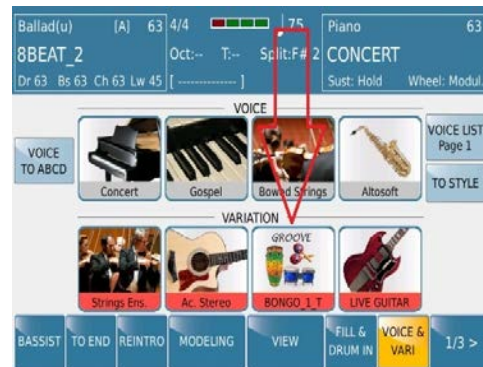 Ballad(u) [A] 63 4/4 75 Piano 63
8BEAT_2 Oct:-- T:-- Split:F# 2 CONCERT
Dr 63 Bs 63 Ch 63 Lw 45 [ -------------- ] Sust: Hold Wheel: Modul.
VOICE
VOICE TO ABCD
Concert
Gospel
Bowed Strings
Altosoft
VOICE LIST
Page 1
TO STYLE
VARIATION
GROOVE
Strings Ens.
Ac. Stereo
BONGO_1_T
LIVE GUITAR
BASSIST TO END REINTRO MODELING VIEW FILL & DRUM IN VOICE & VARI 1/3 >